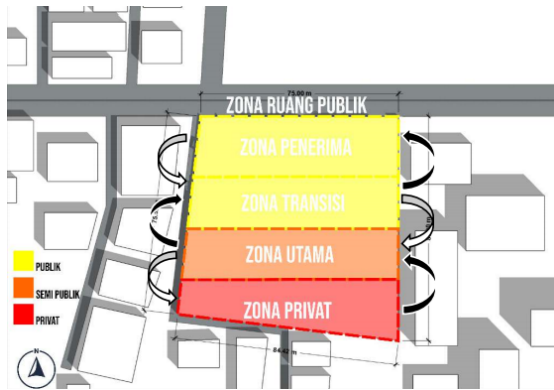 75.00 m
ZONA RUANG PUBLIK
ZONA PENERIMA
ZONA TRANSISI
ZONA UTAMA
ZONA PRIVAT
PUBLIK
SEMI PUBLIK
PRIVAT
84.42 m
N